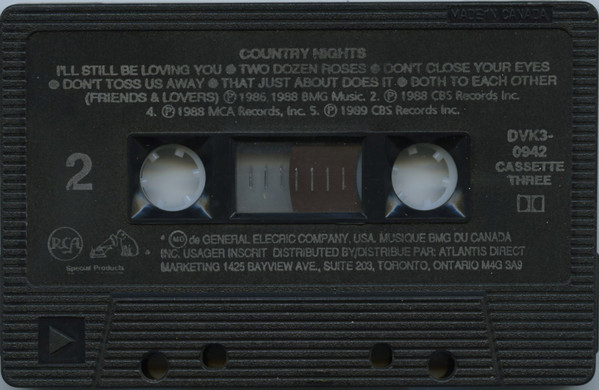 MADE IN CANADA
COUNTRY NIGHTS
I'LL STILL BE LOVING YOU ● TWO DOZEN ROSES ● DON'T CLOSE YOUR EYES
● DON'T TOSS US AWAY ● THAT JUST ABOUT DOES IT ● BOTH TO EACH OTHER
(FRIENDS & LOVERS) ℗ 1986, 1988 BMG Music. 2. ℗ 1988 CBS Records Inc.
4. ℗ 1988 MCA Records, Inc. 5. ℗ 1989 CBS Records Inc.
2
DVK3-
0942
CASSETTE
THREE
RCA
Special Products
* MD de GENERAL ELECRIC COMPANY, USA. MUSIQUE BMG DU CANADA
INC. USAGER INSCRIT DISTRIBUTED BY/DISTRIBUE PAR: ATLANTIS DIRECT
MARKETING 1425 BAYVIEW AVE., SUITE 203, TORONTO, ONTARIO M4G 3A9